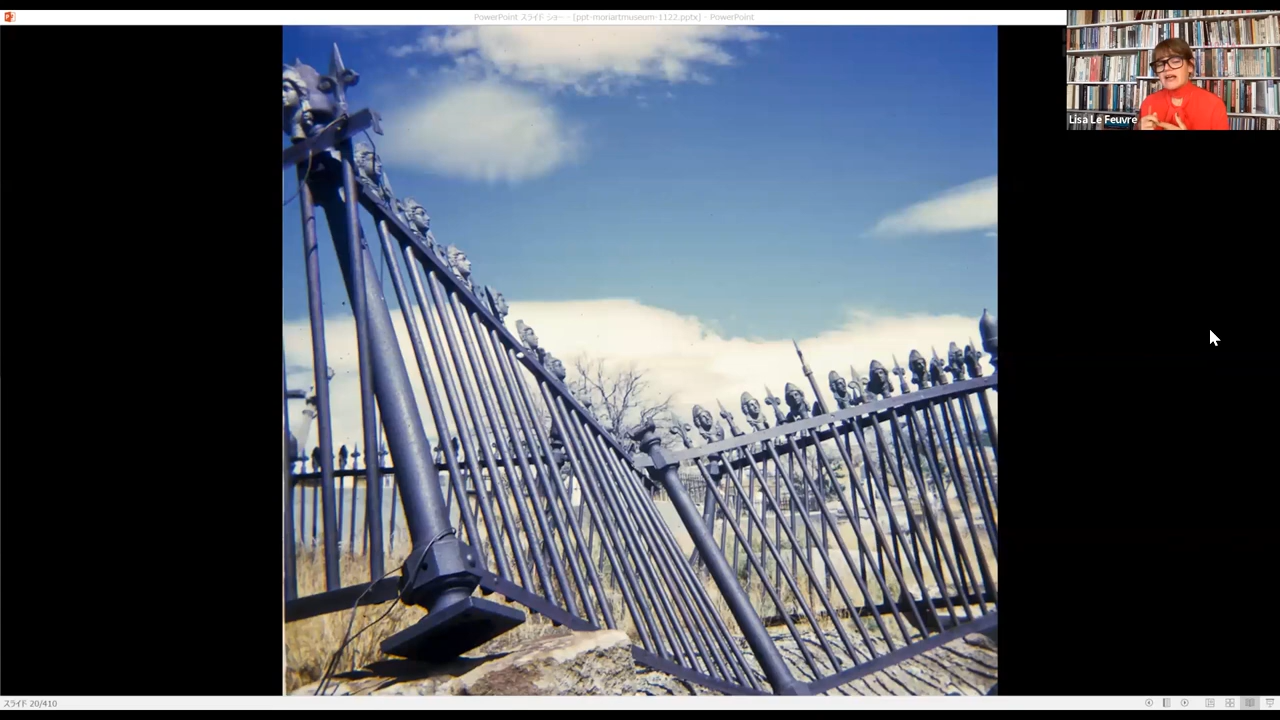 PowerPoint スライド ショー - [ppt-moriartmuseum-1122.pptx] - PowerPoint
Lisa Le Feuvre
スライド 20/410